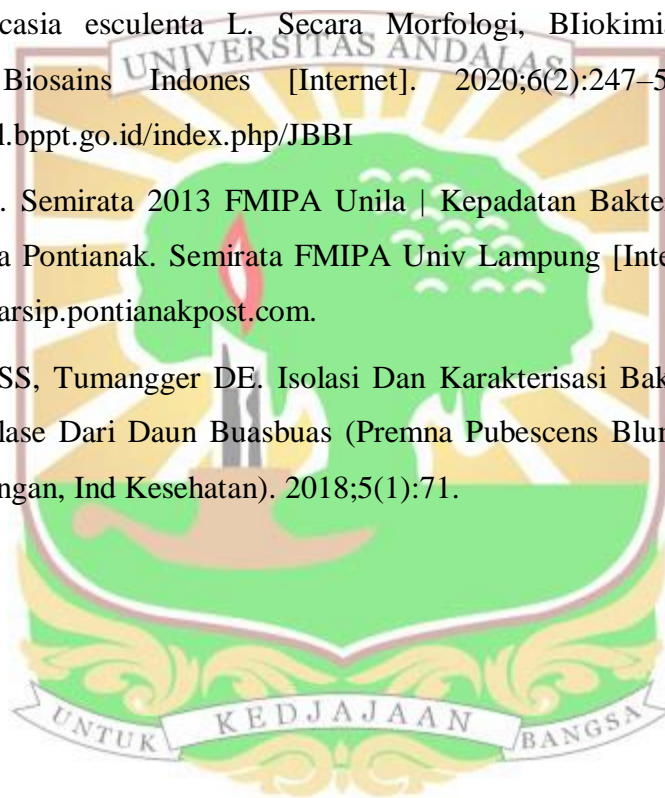 casia esculenta L. Secara Morfologi, BIiokimia
UNIVERSITAS ANDALAS
Biosains Indones [Internet]. 2020;6(2):247–5
l.bppt.go.id/index.php/JBBI
. Semirata 2013 FMIPA Unila | Kepadatan Bakte
a Pontianak. Semirata FMIPA Univ Lampung [Inte
arsip.pontianakpost.com.
SS, Tumangger DE. Isolasi Dan Karakterisasi Bak
lase Dari Daun Buasbuas (Premna Pubescens Blum
ngan, Ind Kesehatan). 2018;5(1):71.
UNTUK KEDJAJAAN BANGSA